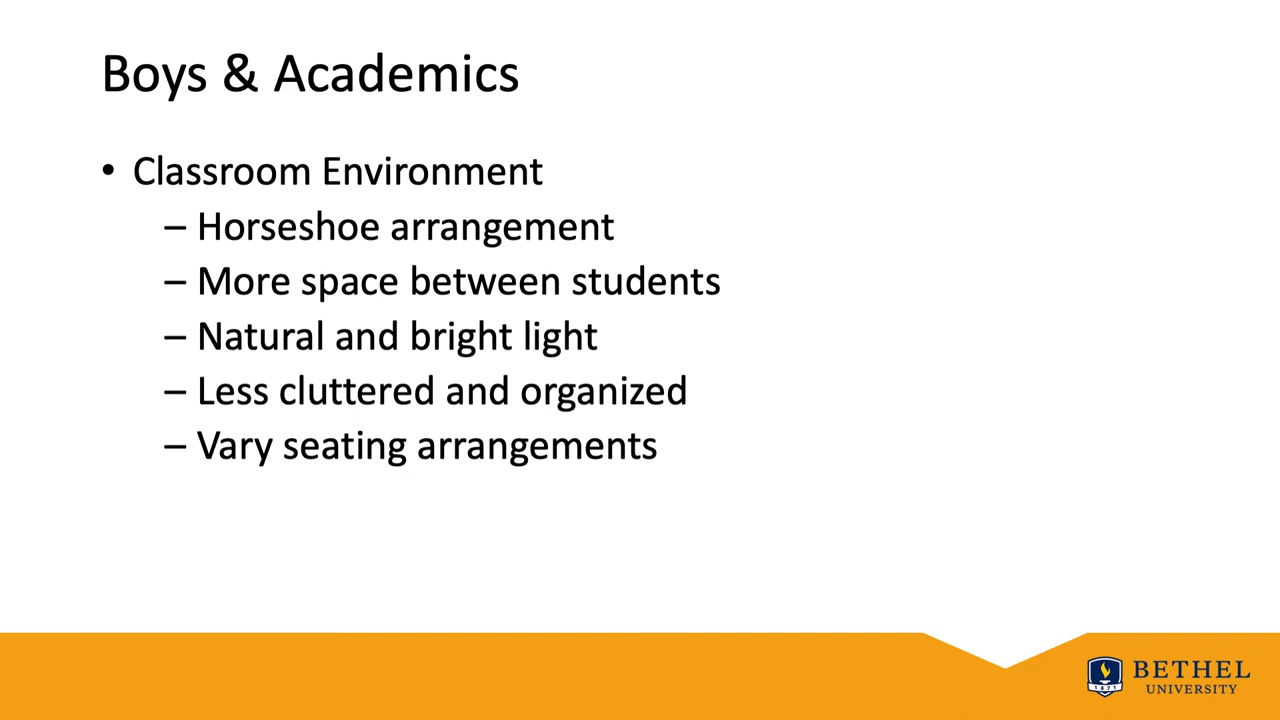 Boys & Academics
• Classroom Environment
– Horseshoe arrangement
– More space between students
– Natural and bright light
– Less cluttered and organized
– Vary seating arrangements
1871
BETHEL
UNIVERSITY